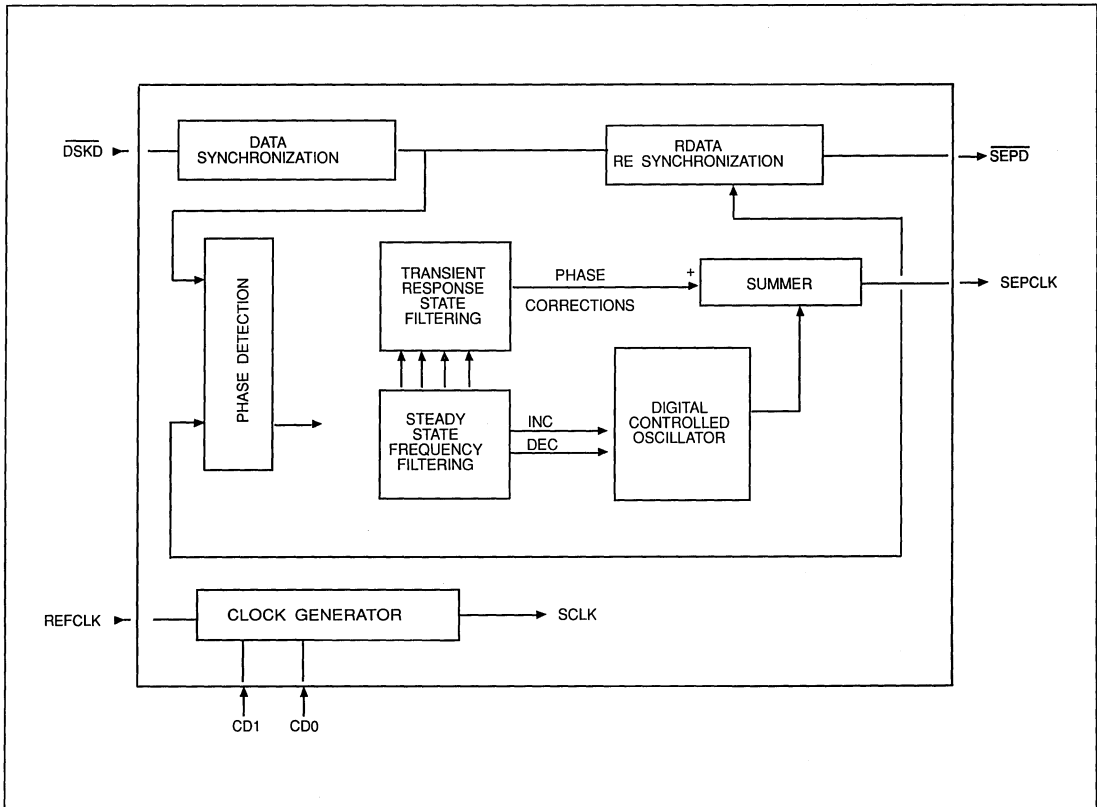 DSKD
DATA
SYNCHRONIZATION
RDATA
RE SYNCHRONIZATION
SEPD
PHASE DETECTION
TRANSIENT
RESPONSE
STATE
FILTERING
PHASE
CORRECTIONS
+
SUMMER
SEPCLK
STEADY
STATE
FREQUENCY
FILTERING
INC
DEC
DIGITAL
CONTROLLED
OSCILLATOR
REFCLK
CLOCK GENERATOR
SCLK
CD1
CD0